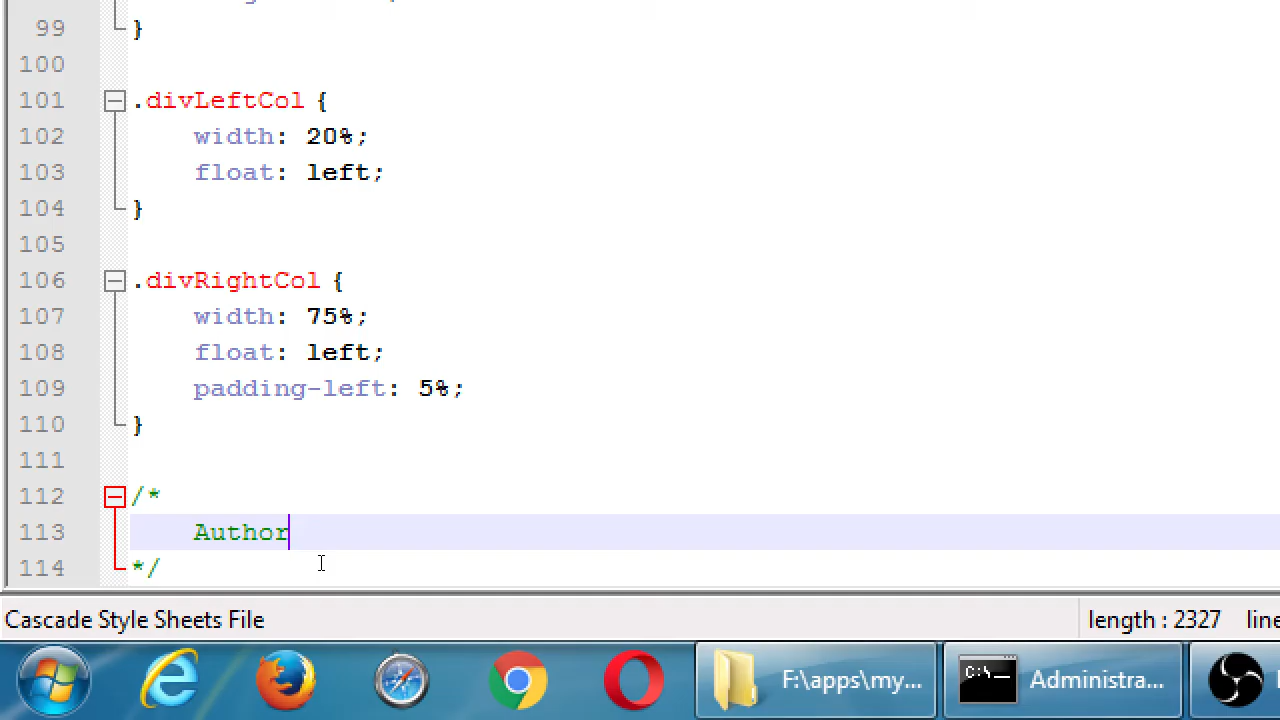 99 }
100
101 .divLeftCol {
102 width: 20%;
103 float: left;
104 }
105
106 .divRightCol {
107 width: 75%;
108 float: left;
109 padding-left: 5%;
110 }
111
112 /*
113 Author
114 */
Cascade Style Sheets File length : 2327 line
F:\apps\my... C:\ Administra...